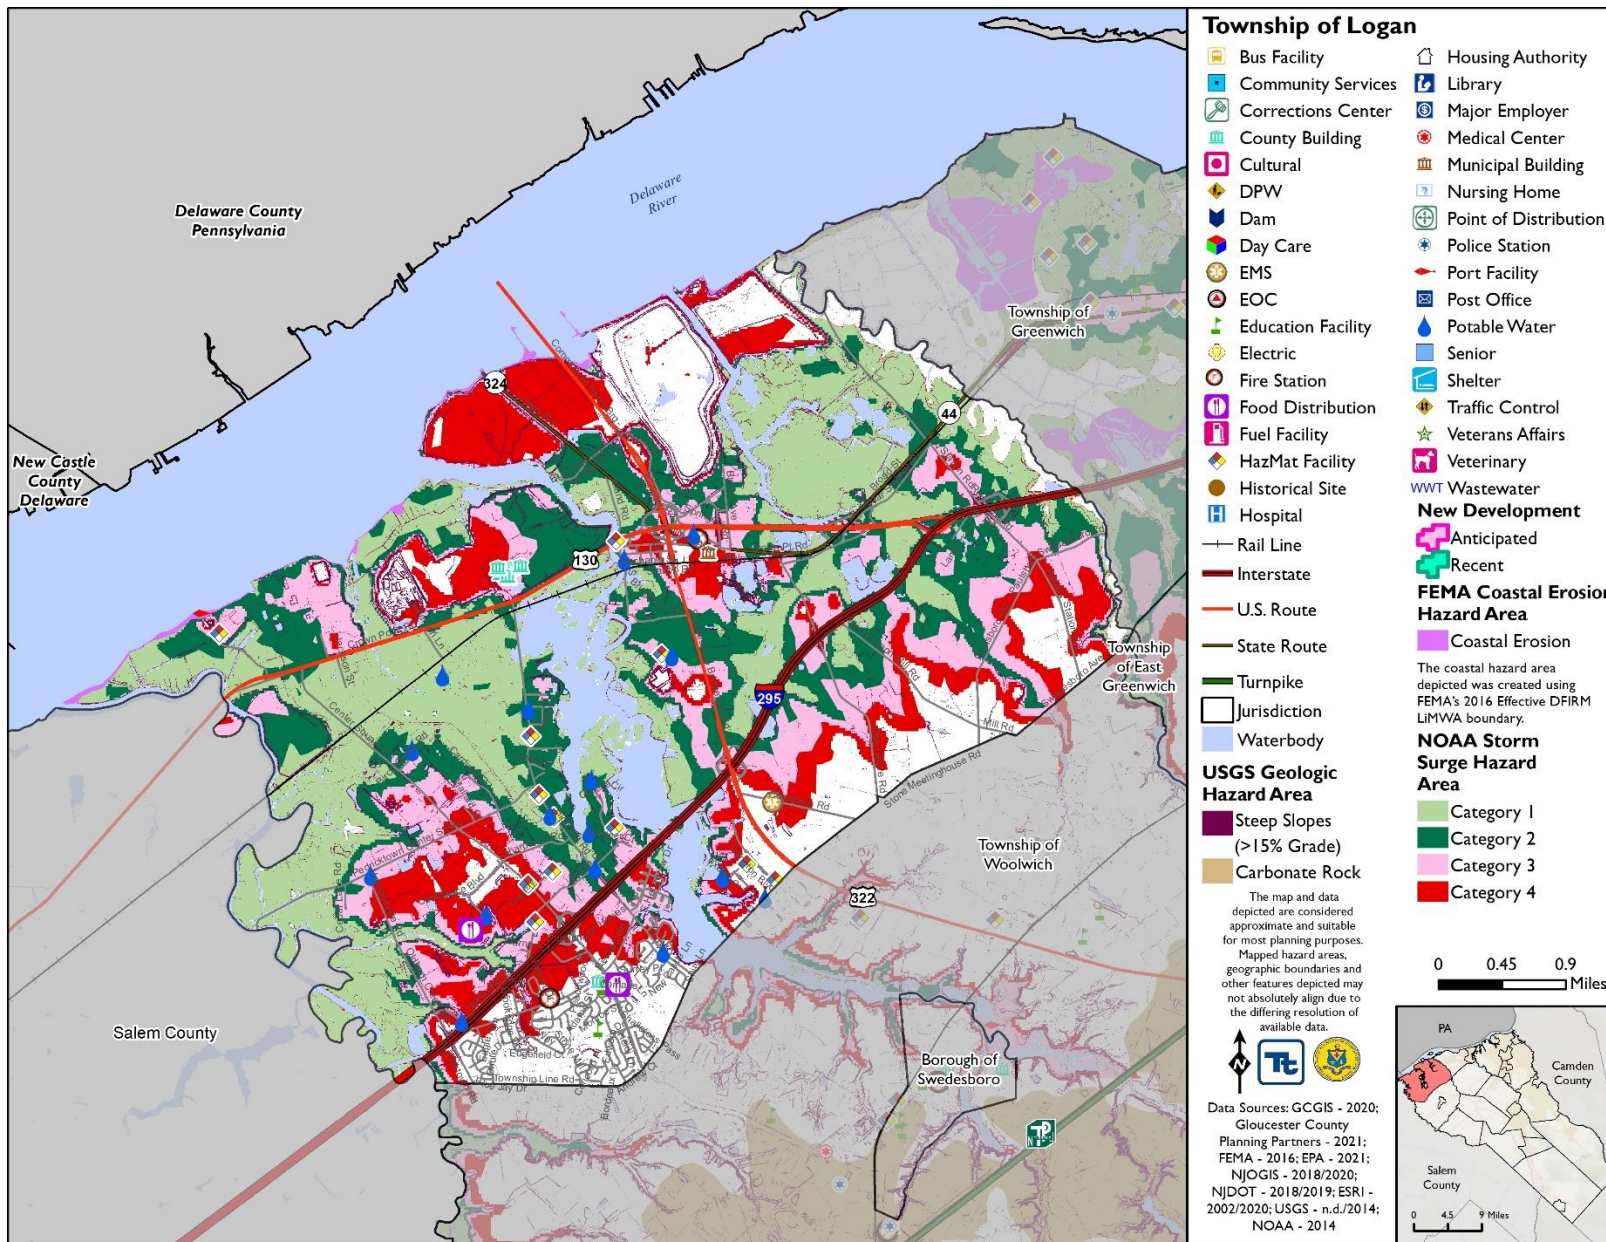 Township of Logan
Bus Facility
Community Services
Corrections Center
County Building
Cultural
DPW
Dam
Day Care
EMS
EOC
Education Facility
Electric
Fire Station
Food Distribution
Fuel Facility
HazMat Facility
Historical Site
Hospital
Rail Line
Interstate
U.S. Route
State Route
Turnpike
Jurisdiction
Waterbody
USGS Geologic
Hazard Area
Steep Slopes
(>15% Grade)
Carbonate Rock
The map and data
depicted are considered
approximate and suitable
for most planning purposes.
Mapped hazard areas,
geographic boundaries and
other features depicted may
not absolutely align due to
the differing resolution of
available data.
N
Tt
Data Sources: GCGIS - 2020;
Gloucester County
Planning Partners - 2021;
FEMA - 2016; EPA - 2021;
NJOGIS - 2018/2020;
NJDOT - 2018/2019; ESRI -
2002/2020; USGS - n.d./2014;
NOAA - 2014
Housing Authority
Library
Major Employer
Medical Center
Municipal Building
Nursing Home
Point of Distribution
Police Station
Port Facility
Post Office
Potable Water
Senior
Shelter
Traffic Control
Veterans Affairs
Veterinary
WWT Wastewater
New Development
Anticipated
Recent
FEMA Coastal Erosion
Hazard Area
Coastal Erosion
The coastal hazard area
depicted was created using
FEMA's 2016 Effective DFIRM
LiMWA boundary.
NOAA Storm
Surge Hazard
Area
Category 1
Category 2
Category 3
Category 4
0 0.45 0.9
Miles
PA
Camden
County
Salem
County
0 4.5 9 Miles
Delaware County
Pennsylvania
Delaware
River
New Castle
County
Delaware
Township of
Greenwich
324
44
130
295
322
Township
of East
Greenwich
Mill Rd
Stone Meetinghouse Rd
Township of
Woolwich
Salem County
Borough of
Swedesboro
Edgefield Ct
Township Line Rd